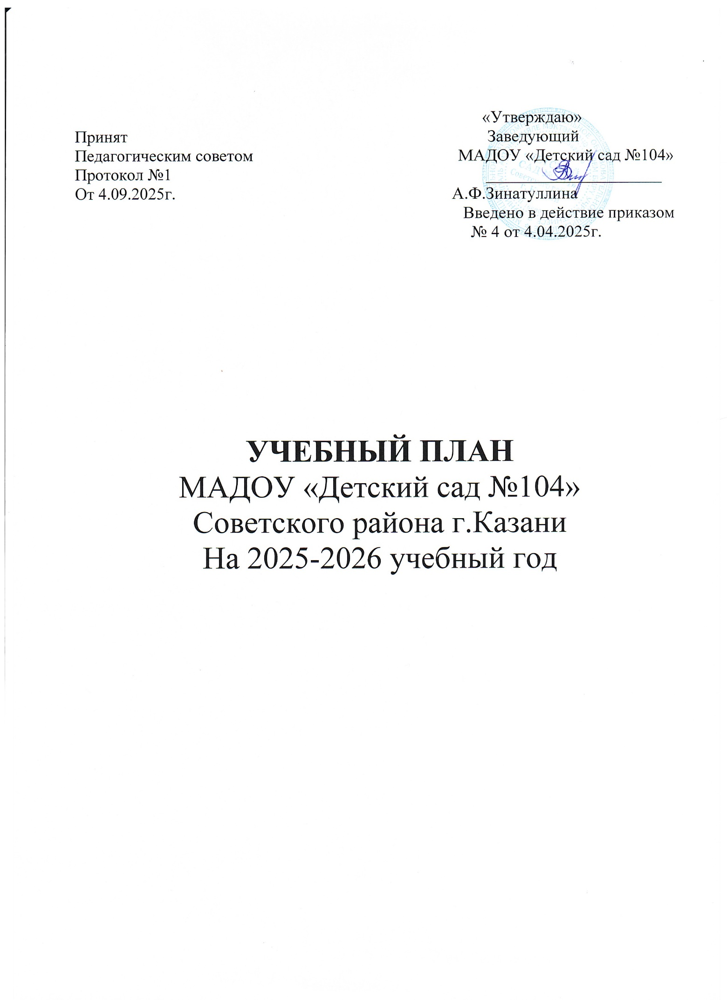 Принят
Педагогическим советом
Протокол №1
От 4.09.2025г.
«Утверждаю»
Заведующий
МАДОУ «Детский сад №104»
А.Ф.Зинатуллина
Введено в действие приказом
№ 4 от 4.04.2025г.
УЧЕБНЫЙ ПЛАН
МАДОУ «Детский сад №104»
Советского района г.Казани
На 2025-2026 учебный год